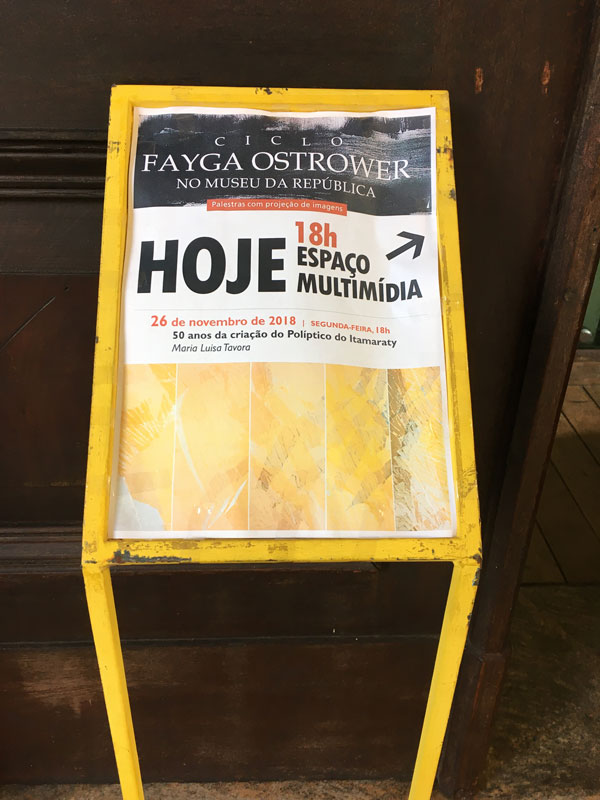 CICLO
FAYGA OSTROWER
NO MUSEU DA REPÚBLICA
Palestras com projeção de imagens
HOJE 18h
ESPAÇO
MULTIMÍDIA
26 de novembro de 2018 | SEGUNDA-FEIRA, 18h
50 anos da criação do Políptico do Itamaraty
Maria Luisa Tavora